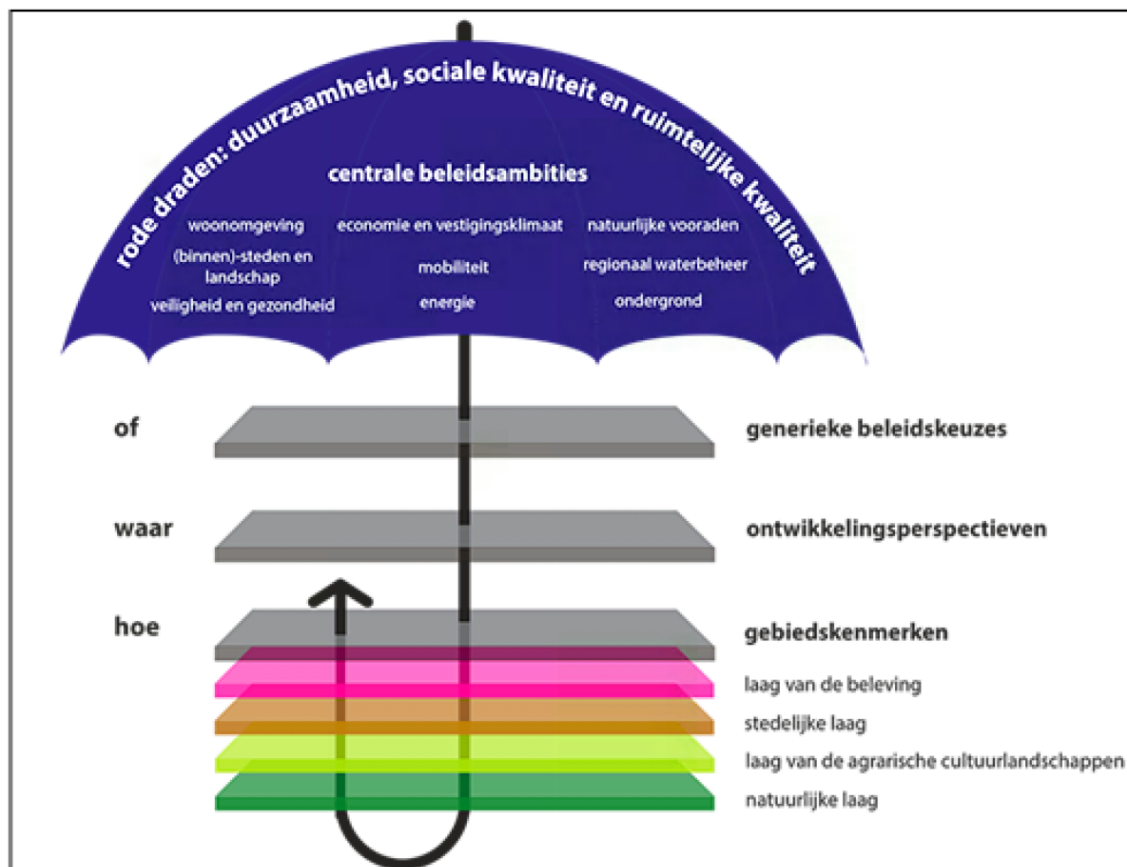 rode draden: duurzaamheid, sociale kwaliteit en ruimtelijke kwaliteit
centrale beleidsambities
woonomgeving
economie en vestigingsklimaat
natuurlijke vooraden
(binnen)-steden en
landschap
mobiliteit
regionaal waterbeheer
veiligheid en gezondheid
energie
ondergrond
of
generieke beleidskeuzes
waar
ontwikkelingsperspectieven
hoe
gebiedskenmerken
laag van de beleving
stedelijke laag
laag van de agrarische cultuurlandschappen
natuurlijke laag